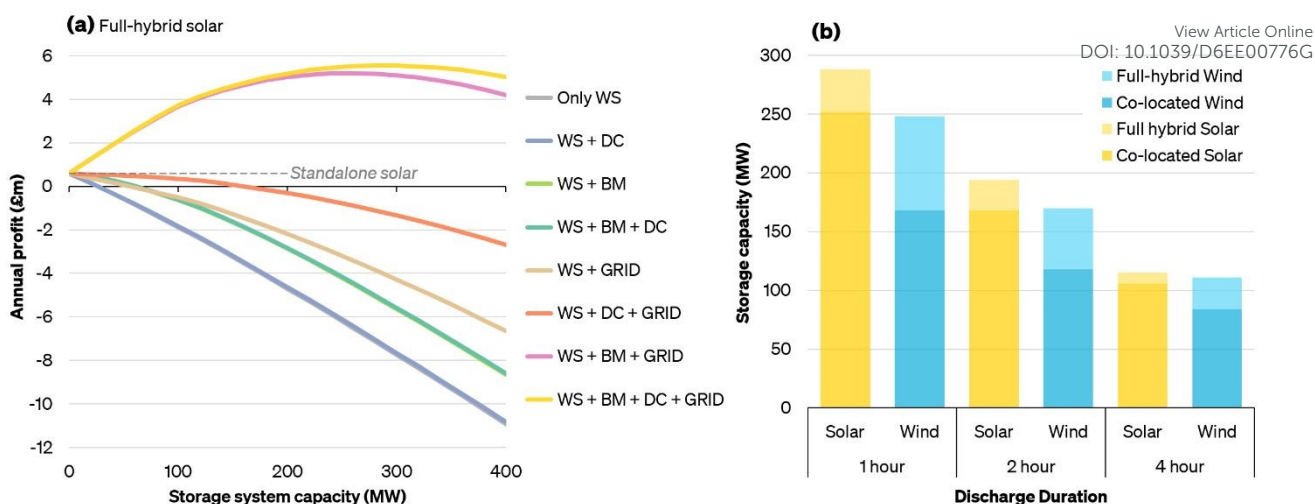 (a) Full-hybrid solar
Annual profit (£m)
6
4
2
0
-2
-4
-6
-8
-10
-12
Standalone solar
0 100 200 300 400
Storage system capacity (MW)
Only WS
WS + DC
WS + BM
WS + BM + DC
WS + GRID
WS + DC + GRID
WS + BM + GRID
WS + BM + DC + GRID
(b)
View Article Online
DOI: 10.1039/D6EE00776G
Storage capacity (MW)
300
250
200
150
100
50
0
Full-hybrid Wind
Co-located Wind
Full hybrid Solar
Co-located Solar
Solar Wind Solar Wind Solar Wind
1 hour 2 hour 4 hour
Discharge Duration